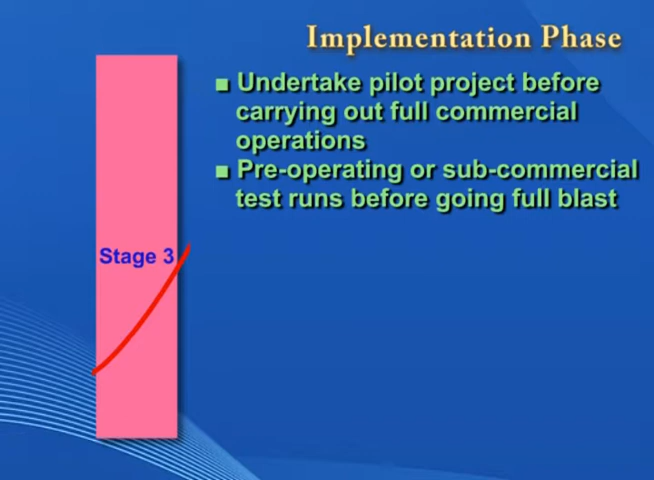 Implementation Phase
■ Undertake pilot project before
carrying out full commercial
operations
■ Pre-operating or sub-commercial
test runs before going full blast
Stage 3